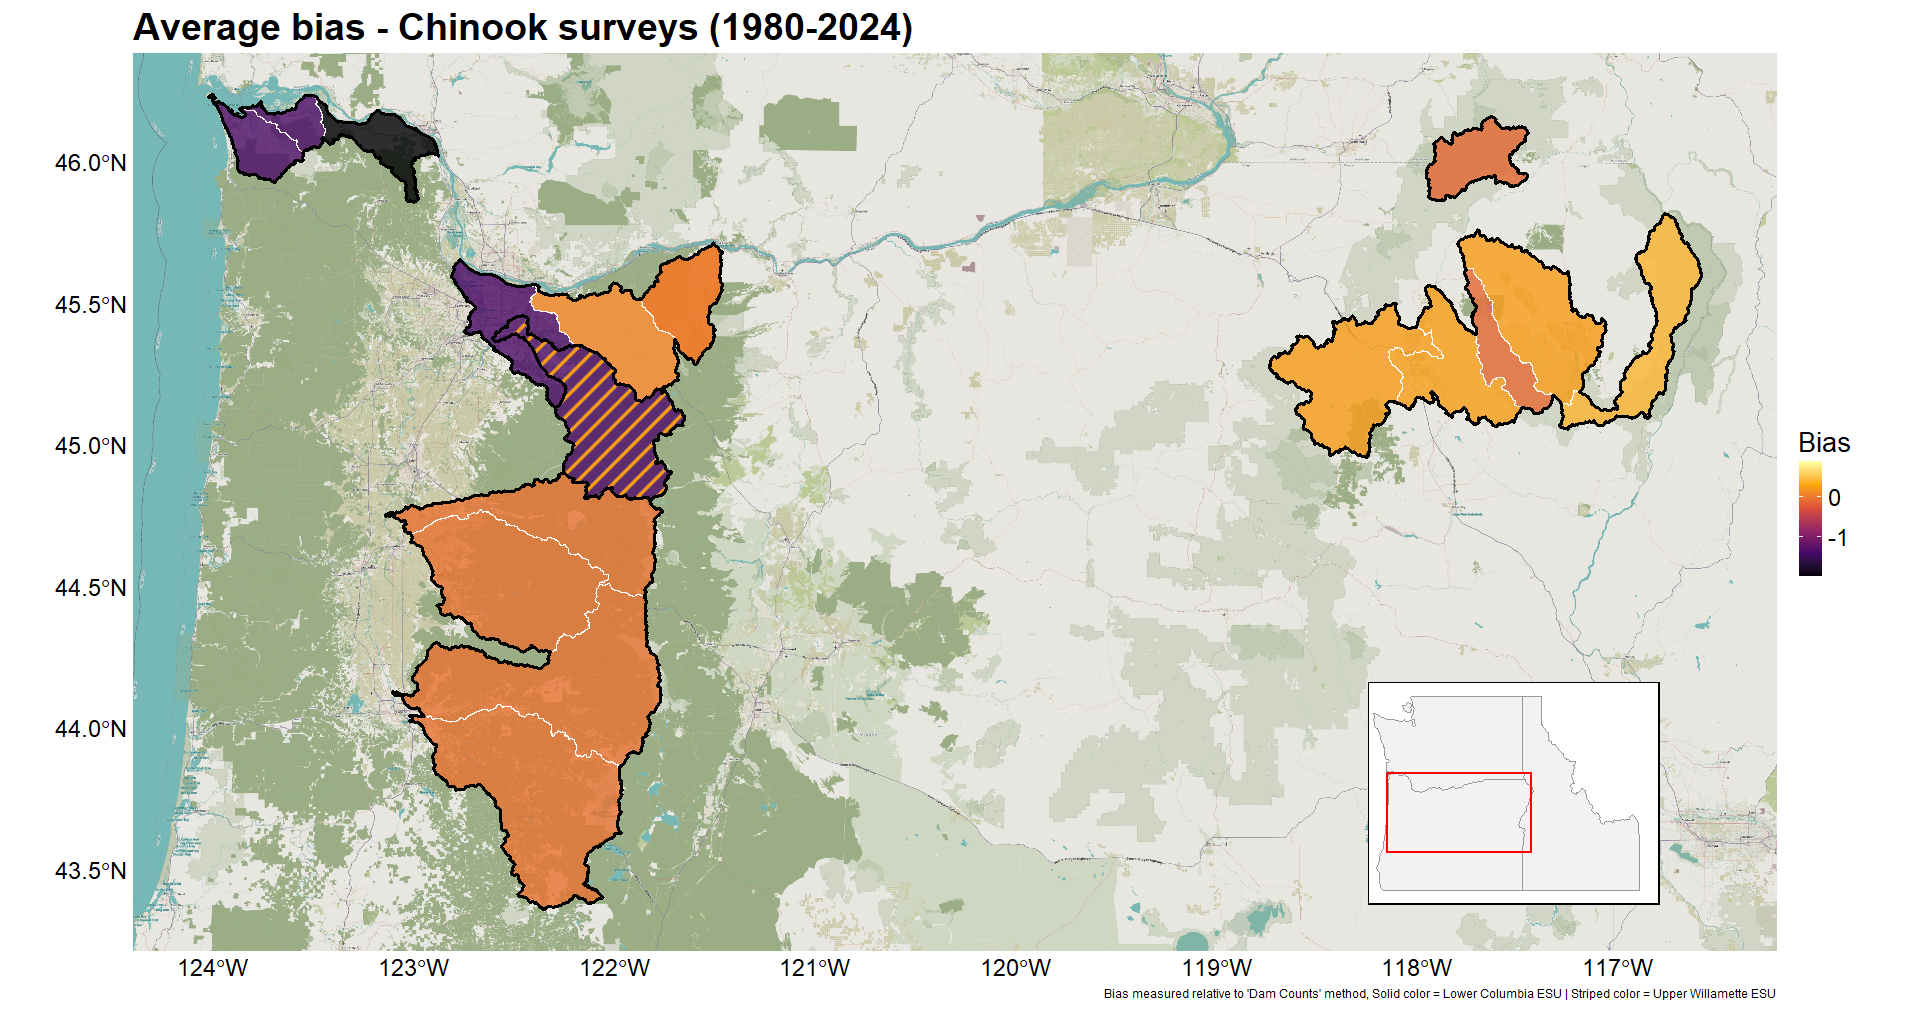 Average bias - Chinook surveys (1980-2024)
46.0°N
45.5°N
45.0°N
44.5°N
44.0°N
43.5°N
Bias
0
-1
124°W
123°W
122°W
121°W
120°W
119°W
118°W
117°W
Bias measured relative to 'Dam Counts' method, Solid color = Lower Columbia ESU | Striped color = Upper Willamette ESU